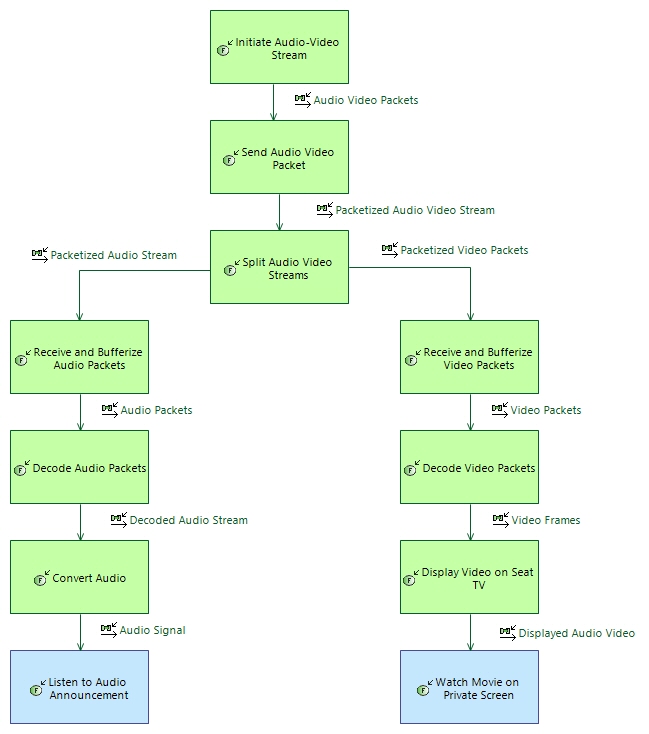 Initiate Audio-Video
Stream
Audio Video Packets
Send Audio Video
Packet
Packetized Audio Video Stream
Split Audio Video
Streams
Packetized Audio Stream
Packetized Video Packets
Receive and Bufferize
Audio Packets
Receive and Bufferize
Video Packets
Audio Packets
Video Packets
Decode Audio Packets
Decode Video Packets
Decoded Audio Stream
Video Frames
Convert Audio
Display Video on Seat
TV
Audio Signal
Displayed Audio Video
Listen to Audio
Announcement
Watch Movie on
Private Screen